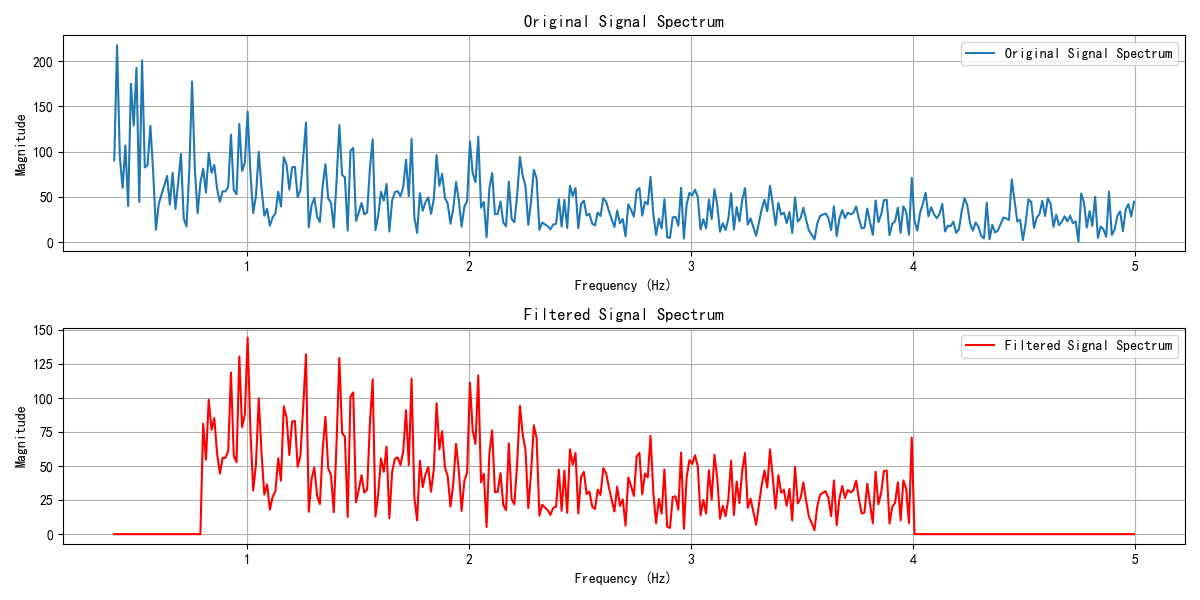 Original Signal Spectrum
Original Signal Spectrum
Magnitude
200
150
100
50
0
1
2
3
4
5
Frequency (Hz)
Filtered Signal Spectrum
Filtered Signal Spectrum
Magnitude
150
125
100
75
50
25
0
1
2
3
4
5
Frequency (Hz)